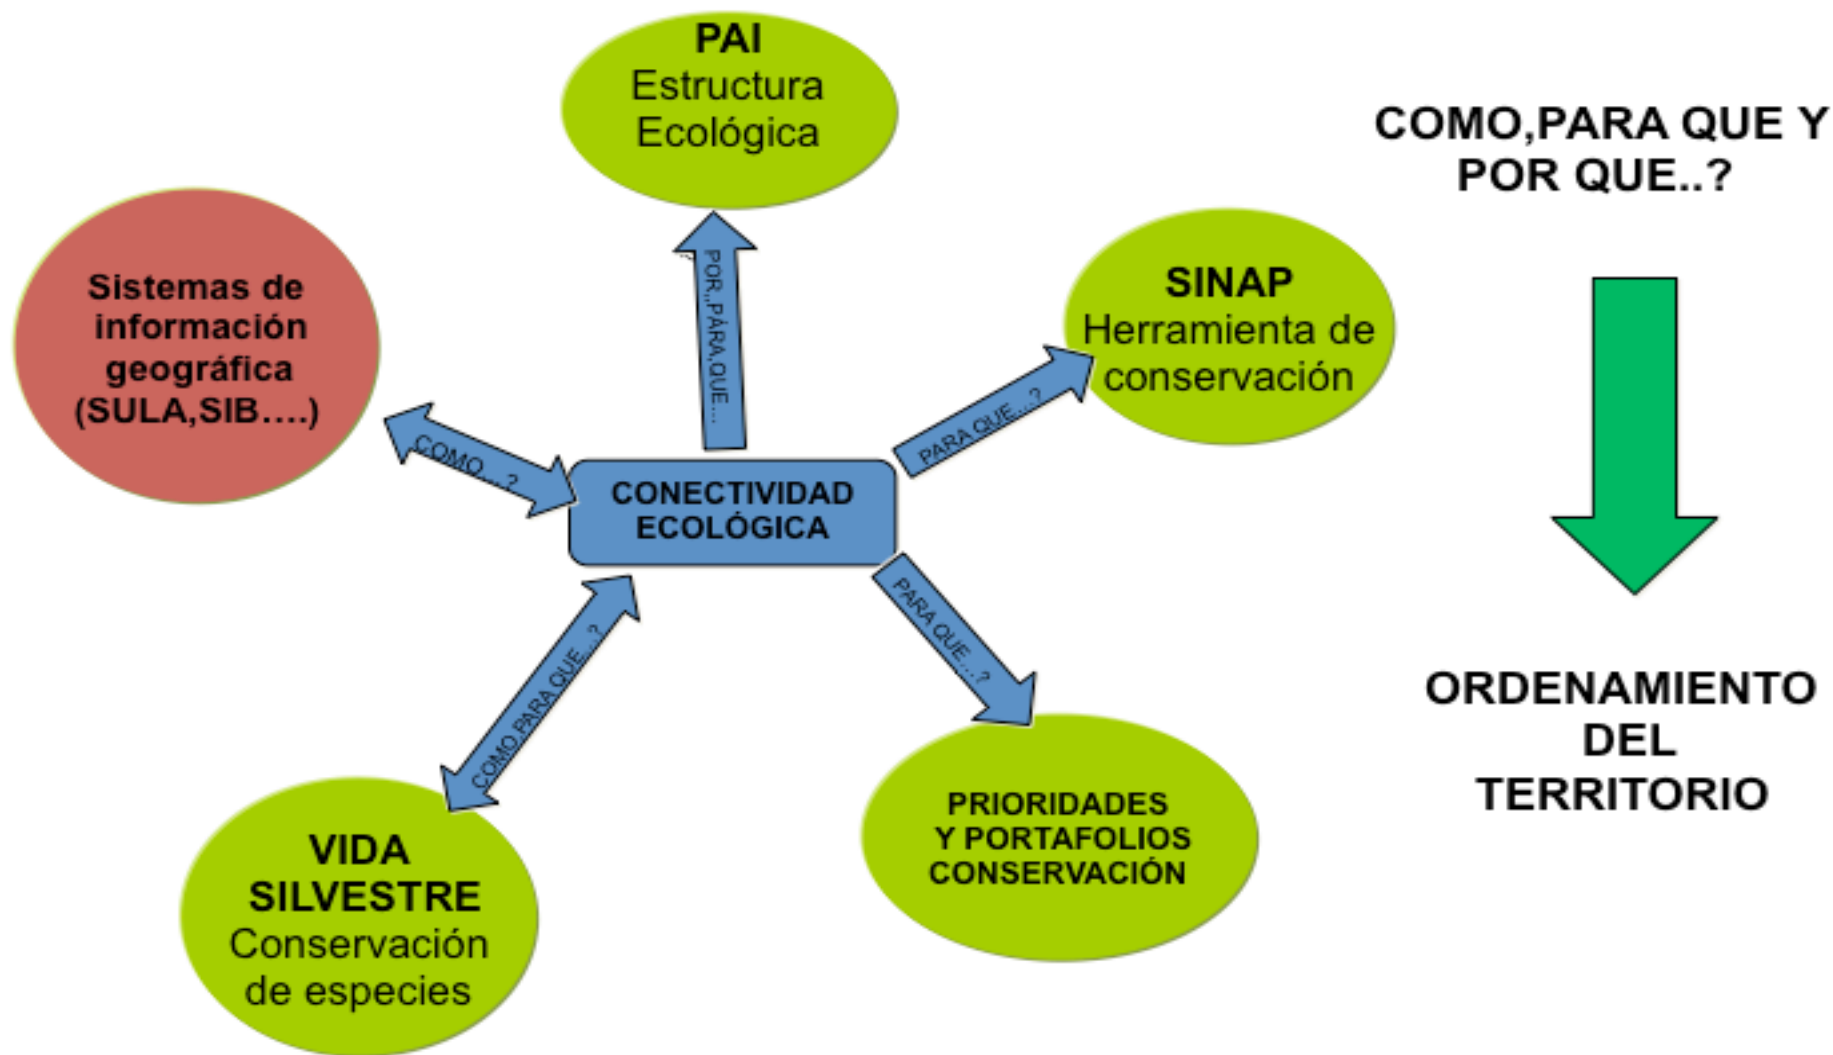 PAI
Estructura
Ecológica
COMO,PARA QUE Y
POR QUE..?
Sistemas de
información
geográfica
(SULA,SIB....)
SINAP
Herramienta de
conservación
POR,,PÁRA,QUE....
PARA QUE....?
COMO....?
CONECTIVIDAD
ECOLÓGICA
PARA QUE....?
COMO,PARA QUE....?
ORDENAMIENTO
DEL
TERRITORIO
PRIORIDADES
Y PORTAFOLIOS
CONSERVACIÓN
VIDA
SILVESTRE
Conservación
de especies